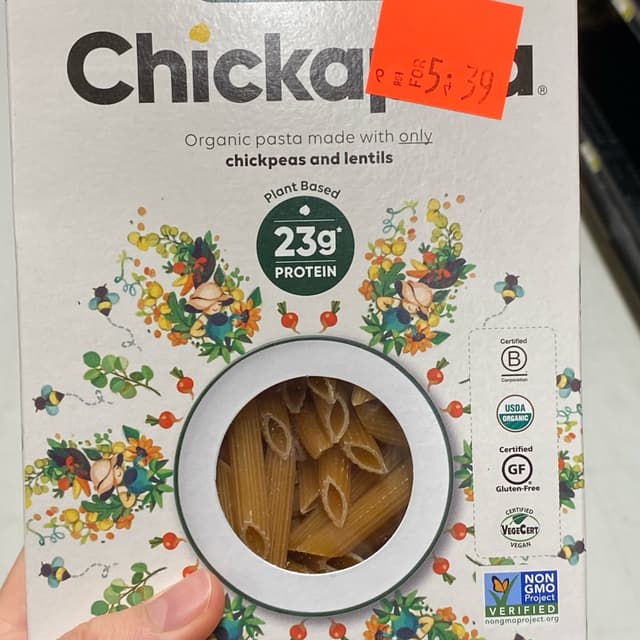 Chicka
a®
FOR 5.39
Organic pasta made with only
chickpeas and lentils
Plant Based
23g*
PROTEIN
Certified
B
Corporation
USDA
ORGANIC
Certified
GF
Gluten-Free
CERTIFIED
VEGECERT
VEGAN
NON
GMO
Project
VERIFIED
nongmoproject.org